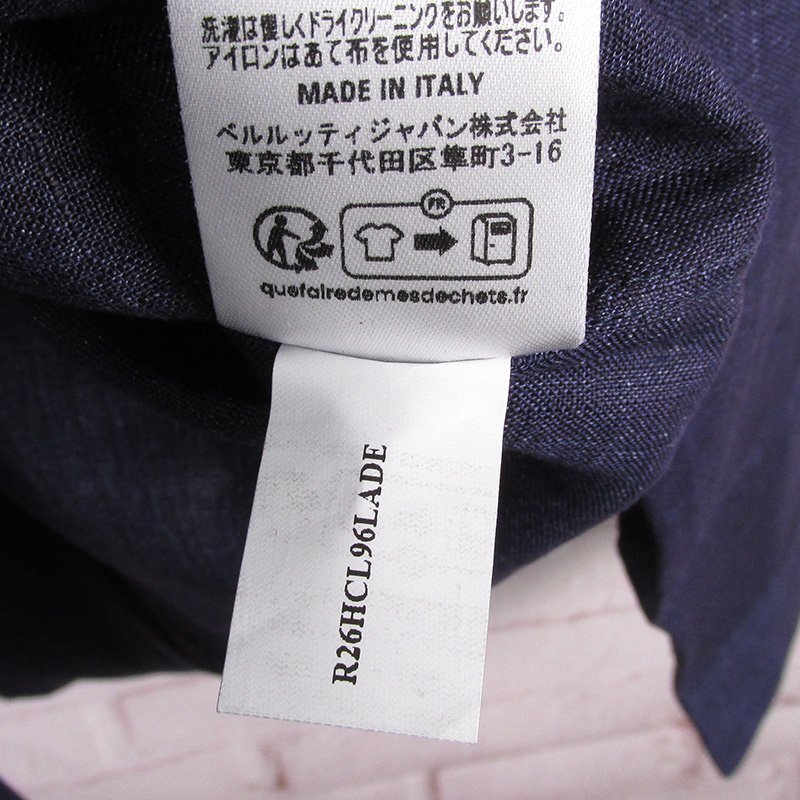 洗濯は優しくドライクリーニングをお願いします。
アイロンはあて布を使用してください。
MADE IN ITALY
ベルルッティジャパン株式会社
東京都千代田区隼町3-16
FR
quefairedemesdechets.fr
R26HCL96LADE